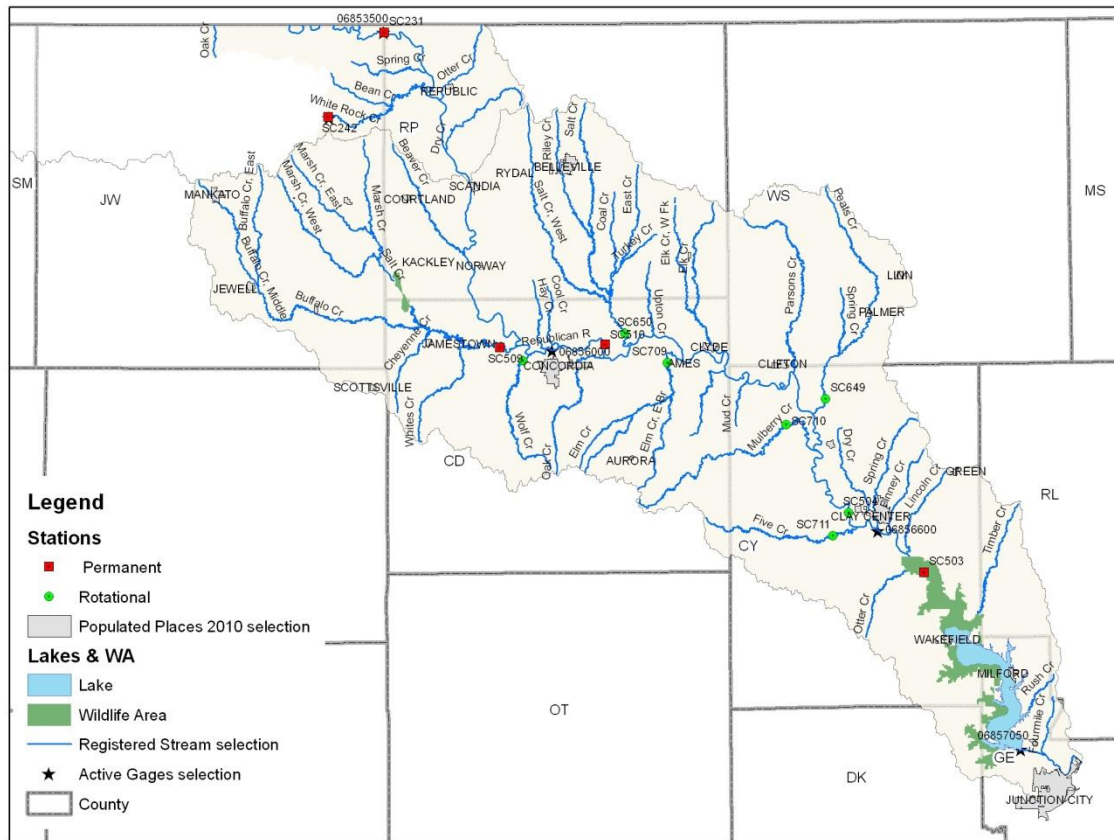 06853500
SC231
Oak Cr
Spring Cr
Otter Cr
Bean Cr
REPUBLIC
White Rock Cr
SC242
RP
Dry Cr
Riley Cr
Salt Cr
BELLEVILLE
RYDAL
SM
JW
MS
WS
MANKATO
Buffalo Cr, East
Marsh Cr, East
Marsh Cr, West
Marsh Cr
Beaver Cr
COURTLAND
SCANDIA
Salt Cr, West
Coal Cr
East Cr
Turkey Cr
Elk Cr, W Fk
Elk Cr
Peats Cr
Parsons Cr
LINN
Salt Cr
KACKLEY
NORWAY
JEWELL
Buffalo Cr, Middle
Buffalo Cr
Hay Cr
Cool Cr
Upton Cr
Spring Cr
PALMER
Cheyenne Cr
JAMESTOWN
Republican R
SC650
SC510
SC509
06856000
CONCORDIA
SC709
AMES
CLYDE
CLIFTON
SCOTTSVILLE
Whites Cr
SC649
Wolf Cr
Oak Cr
Elm Cr
Elm Cr, E Br
Mud Cr
Mulberry Cr
SC710
AURORA
CD
Dry Cr
Spring Cr
Finney Cr
Lincoln Cr
GREEN
RL
SC504
CLAY CENTER
06856600
Five Cr
SC711
CY
Timber Cr
SC503
Otter Cr
WAKEFIELD
MILFORD
Rush Cr
OT
06857050
Fourmile Cr
GE
DK
JUNCTION CITY
Legend
Stations
Permanent
Rotational
Populated Places 2010 selection
Lakes & WA
Lake
Wildlife Area
Registered Stream selection
Active Gages selection
County